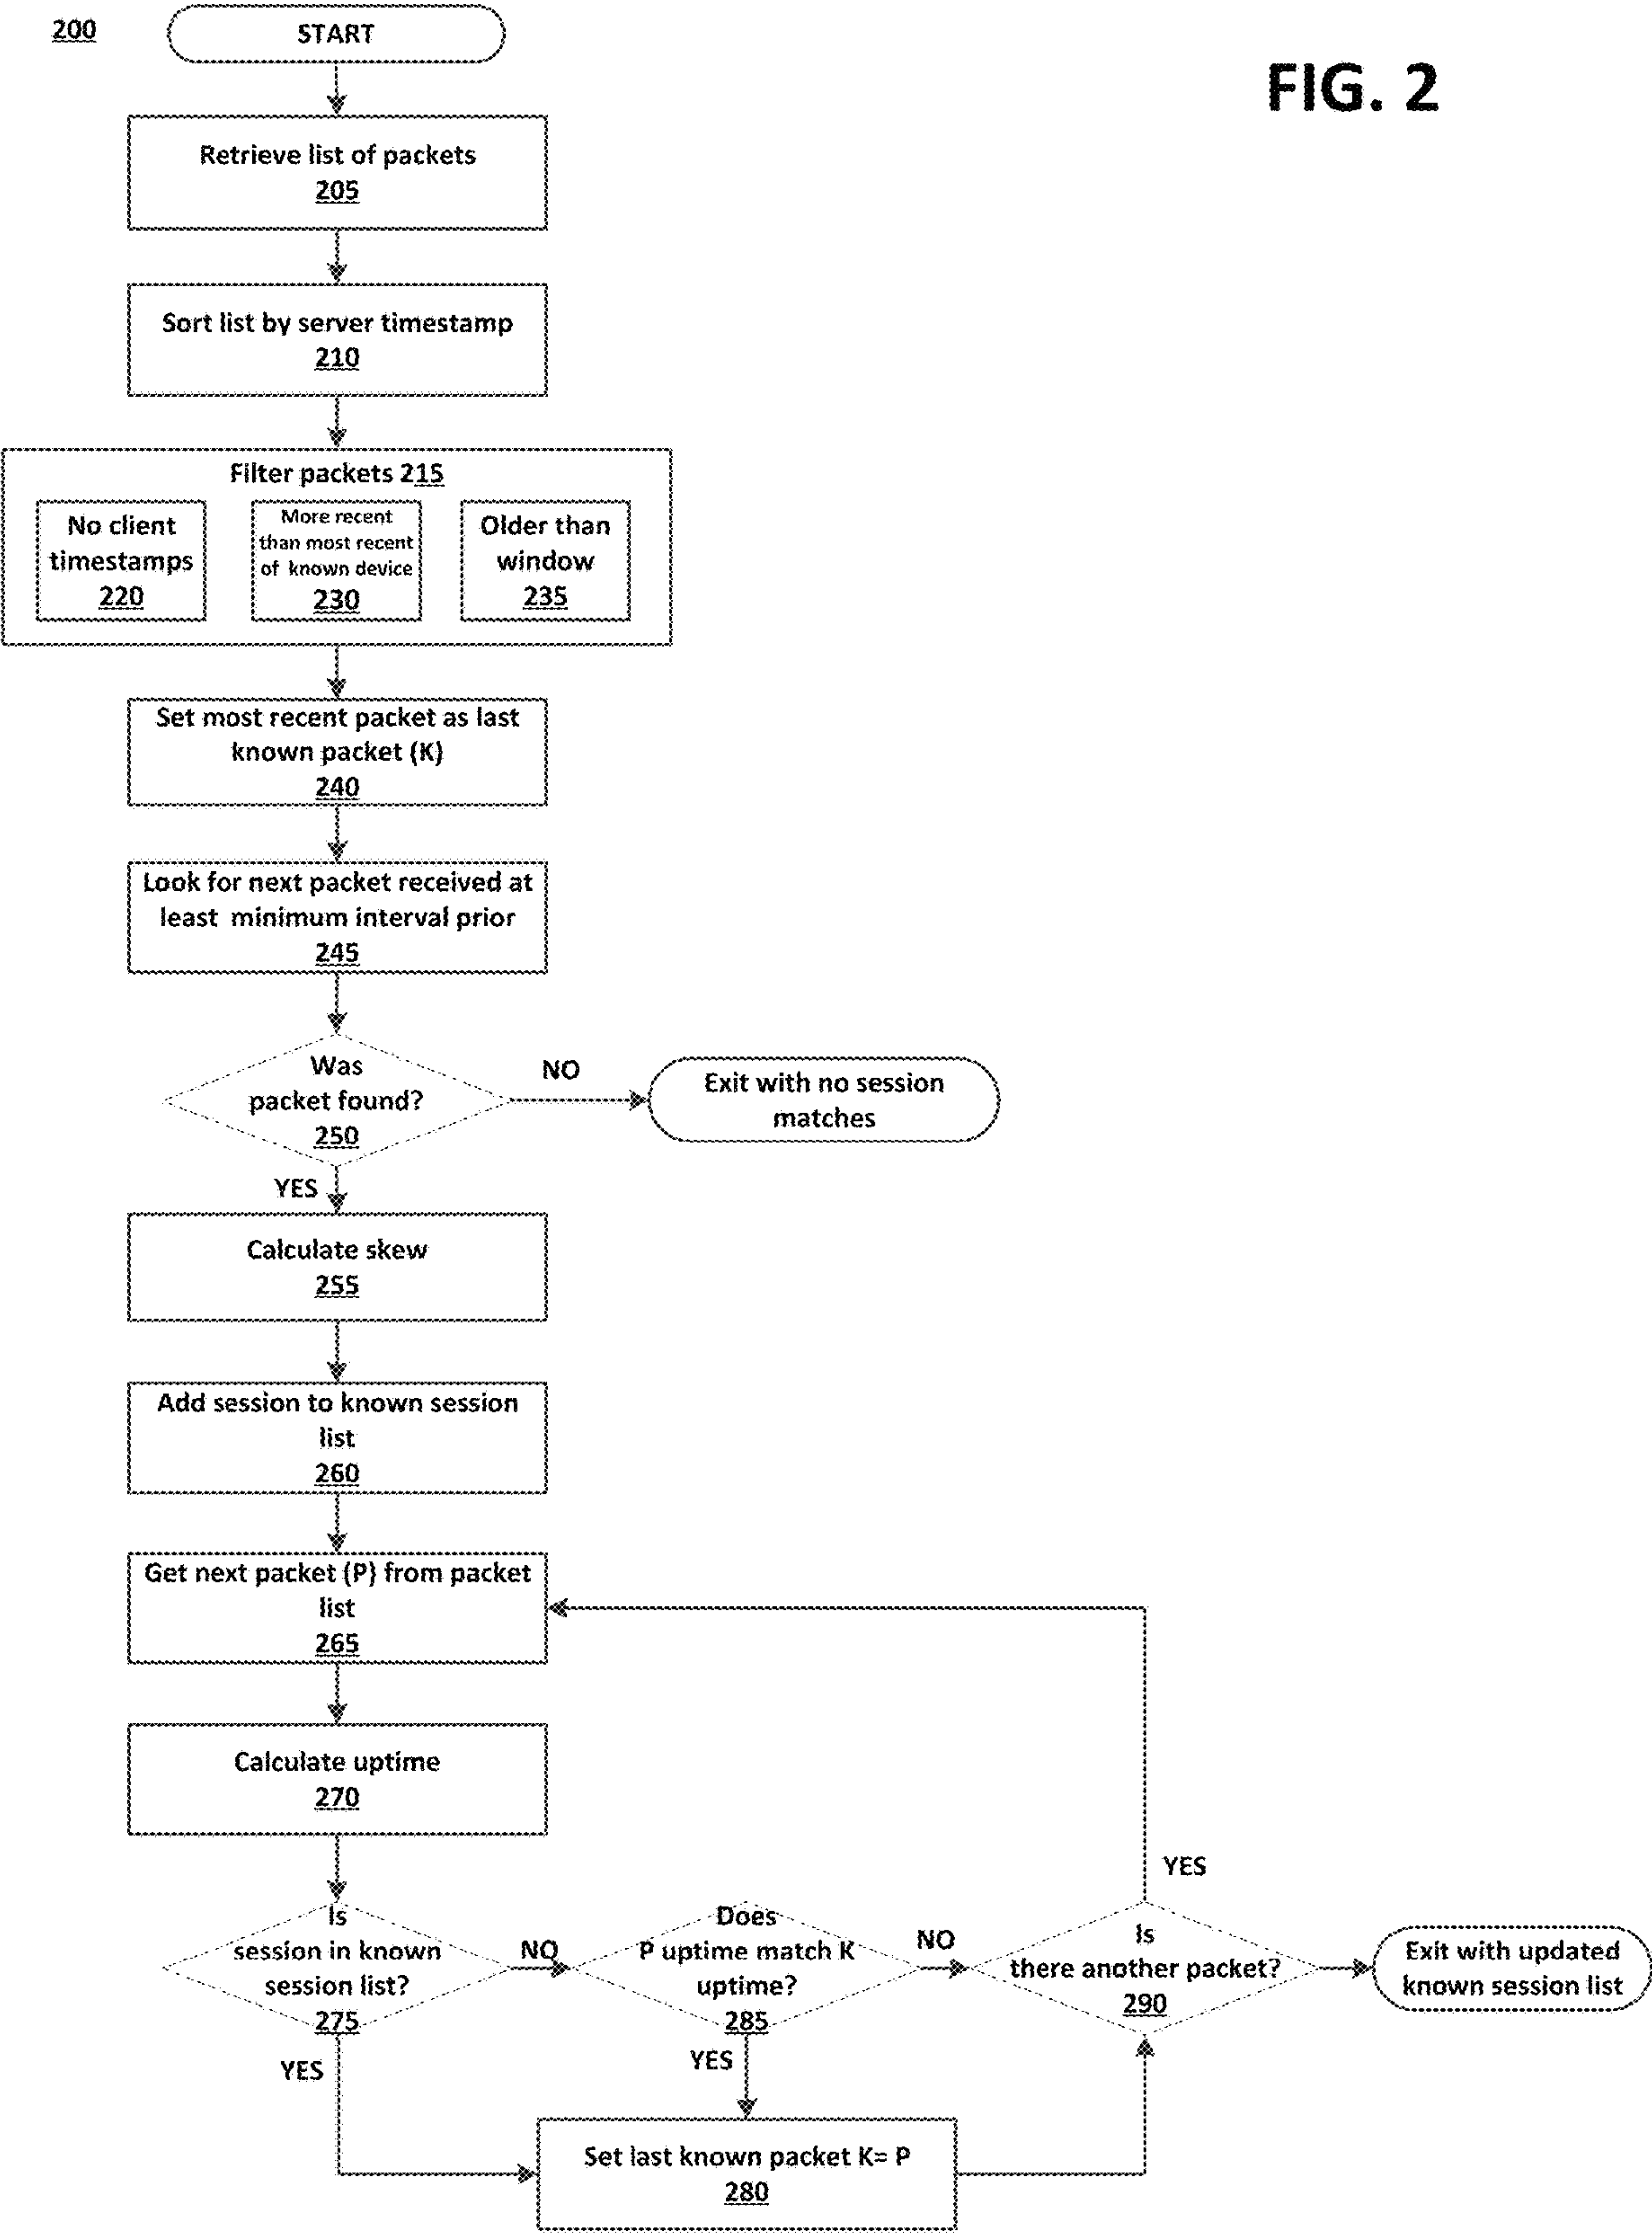 200
START
FIG. 2
Retrieve list of packets
205
Sort list by server timestamp
210
Filter packets 215
No client
timestamps
220
More recent
than most recent
of known device
230
Older than
window
235
Set most recent packet as last
known packet (K)
240
Look for next packet received at
least minimum interval prior
245
Was
packet found?
250
NO
Exit with no session
matches
YES
Calculate skew
255
Add session to known session
list
260
Get next packet (P) from packet
list
265
Calculate uptime
270
Is
session in known
session list?
275
NO
Does
P uptime match K
uptime?
285
NO
YES
Is
there another packet?
290
Exit with updated
known session list
YES
YES
Set last known packet K= P
280